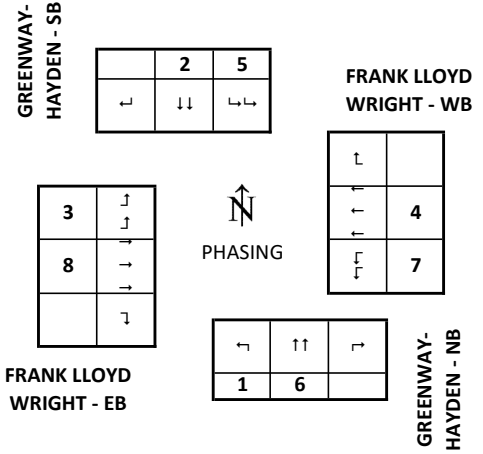 GREENWAY-
HAYDEN - SB
2 5
↵ ↓↓ ↳↳
FRANK LLOYD
WRIGHT - WB
3
8
N
PHASING
4
7
↰ ↑↑ ↱
1 6
FRANK LLOYD
WRIGHT - EB
GREENWAY-
HAYDEN - NB